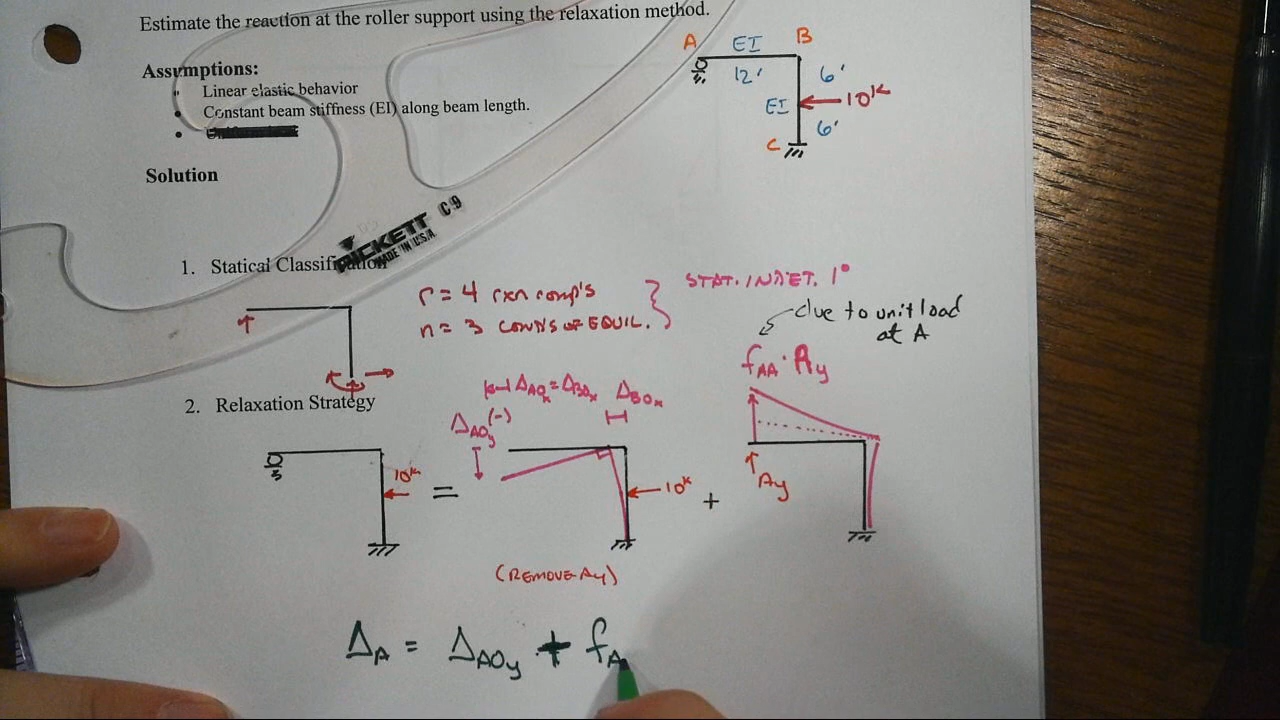 Estimate the reaction at the roller support using the relaxation method.
A EI B
12' 6'
EI 10K
6'
C
Assumptions:
Linear elastic behavior
Constant beam stiffness (EI) along beam length.
Solution
PICKETT C-9
MADE IN U.S.A.
1. Statical Classification
r = 4 rxn comp's
n = 3 CONDNS OF EQUIL.
STAT. INDET. 1°
due to unit load
at A
fAA · Ay
2. Relaxation Strategy
ΔAOx = ΔBOx ΔBOx
ΔAOy (-)
10K
=
10K
+
Ay
(REMOVE Ay)
ΔA = ΔAOy + fA